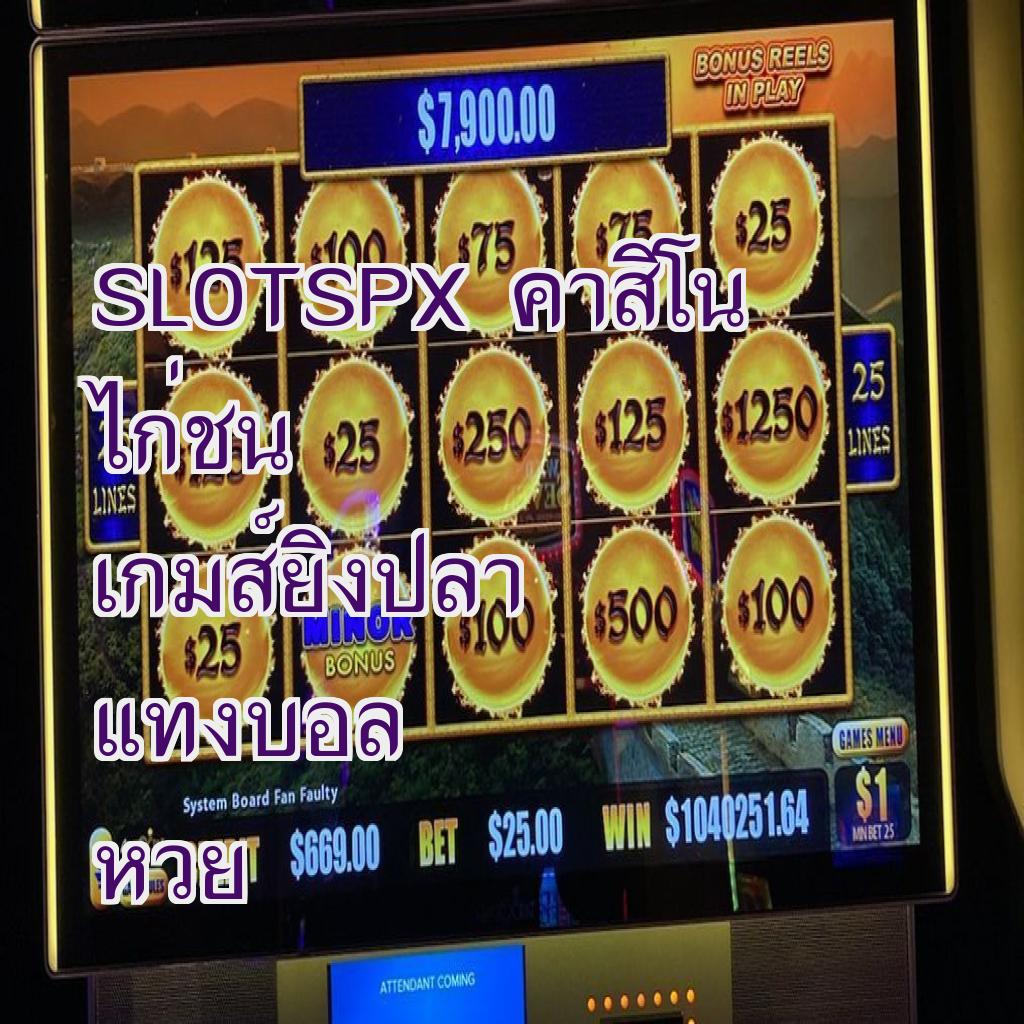 BONUS REELS
IN PLAY
$7,900.00
$125 $100 $75 $75 $25
SLOTSPX คาสิโน
ไก่ชน
$125 $25 $250 $125 $1250
25
LINES
LINES
เกมส์ยิงปลา
$25 MINOR BONUS $100 $500 $100
แทงบอล
GAMES MENU
System Board Fan Faulty
$669.00 BET $25.00 WIN $1040251.64
$1
MIN BET 25
หวย
ATTENDANT COMING